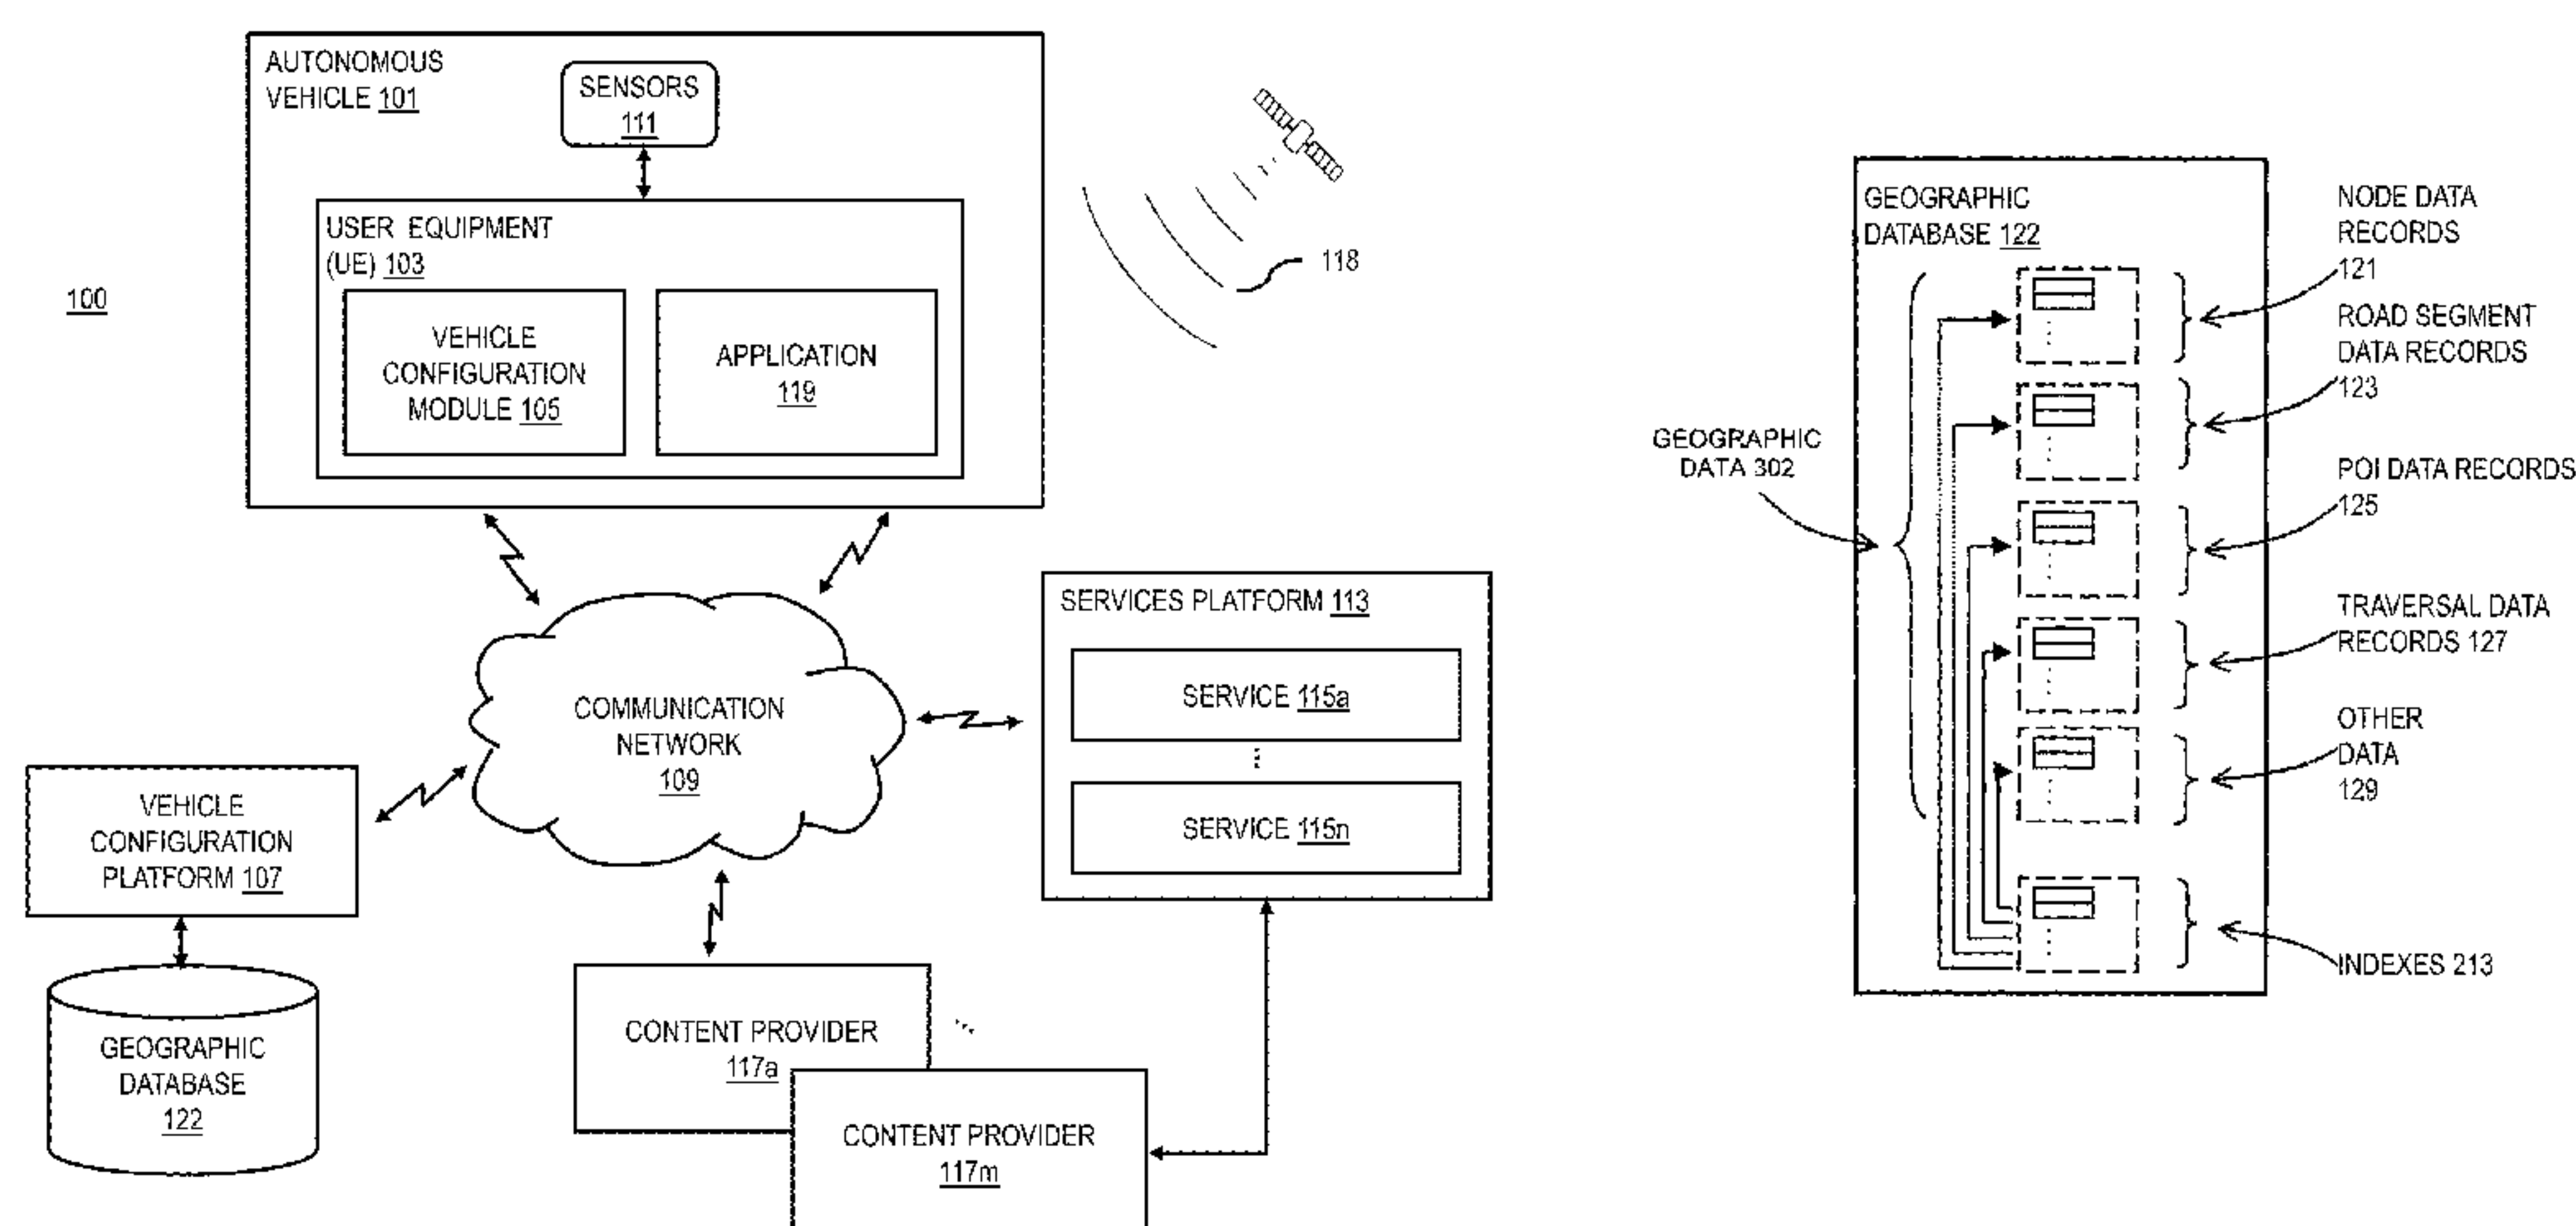 AUTONOMOUS
VEHICLE 101
SENSORS
111
USER EQUIPMENT
(UE) 103
VEHICLE
CONFIGURATION
MODULE 105
APPLICATION
119
100
118
COMMUNICATION
NETWORK
109
SERVICES PLATFORM 113
SERVICE 115a
SERVICE 115n
VEHICLE
CONFIGURATION
PLATFORM 107
GEOGRAPHIC
DATABASE
122
CONTENT PROVIDER
117a
CONTENT PROVIDER
117m
GEOGRAPHIC
DATABASE 122
GEOGRAPHIC
DATA 302
NODE DATA
RECORDS
121
ROAD SEGMENT
DATA RECORDS
123
POI DATA RECORDS
125
TRAVERSAL DATA
RECORDS 127
OTHER
DATA
129
INDEXES 213